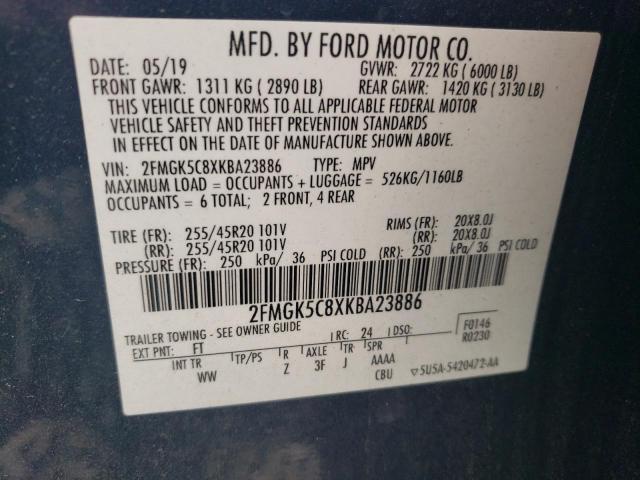 MFD. BY FORD MOTOR CO.
DATE: 05/19 GVWR: 2722 KG ( 6000 LB)
FRONT GAWR: 1311 KG ( 2890 LB) REAR GAWR: 1420 KG ( 3130 LB)
THIS VEHICLE CONFORMS TO ALL APPLICABLE FEDERAL MOTOR
VEHICLE SAFETY AND THEFT PREVENTION STANDARDS
IN EFFECT ON THE DATE OF MANUFACTURE SHOWN ABOVE.
VIN: 2FMGK5C8XKBA23886 TYPE: MPV
MAXIMUM LOAD = OCCUPANTS + LUGGAGE = 526KG/1160LB
OCCUPANTS = 6 TOTAL; 2 FRONT, 4 REAR
TIRE (FR): 255/45R20 101V RIMS (FR): 20X8.0J
(RR): 255/45R20 101V (RR): 20X8.0J
PRESSURE (FR): 250 kPa/ 36 PSI COLD (RR): 250 kPa/ 36 PSI COLD
2FMGK5C8XKBA23886
TRAILER TOWING - SEE OWNER GUIDE RC: 24 DSO: F0146
R0230
EXT PNT: FT
INT TR TP/PS R AXLE TR SPR
WW Z 3F J AAAA
CBU 5U5A-5420472-AA